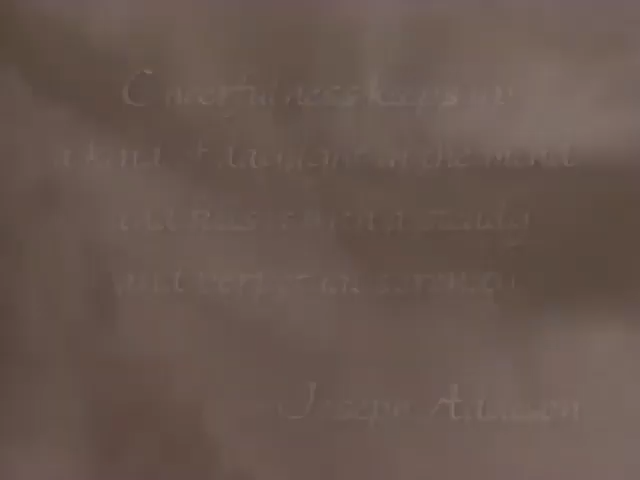 Cheerfulness keeps up
a kind of daylight in the mind
and fills it with a steady
and perpetual serenity
Joseph Addison